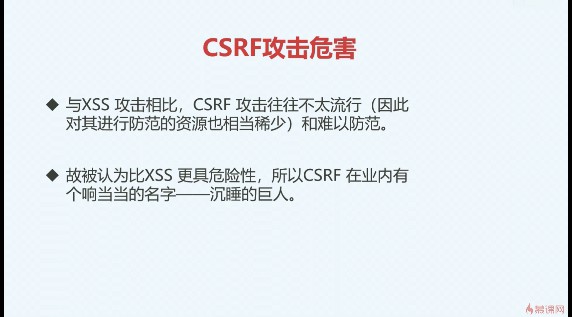 CSRF攻击危害
◆ 与XSS 攻击相比，CSRF 攻击往往不太流行（因此
对其进行防范的资源也相当稀少）和难以防范。
◆ 故被认为比XSS 更具危险性，所以CSRF 在业内有
个响当当的名字——沉睡的巨人。
慕课网